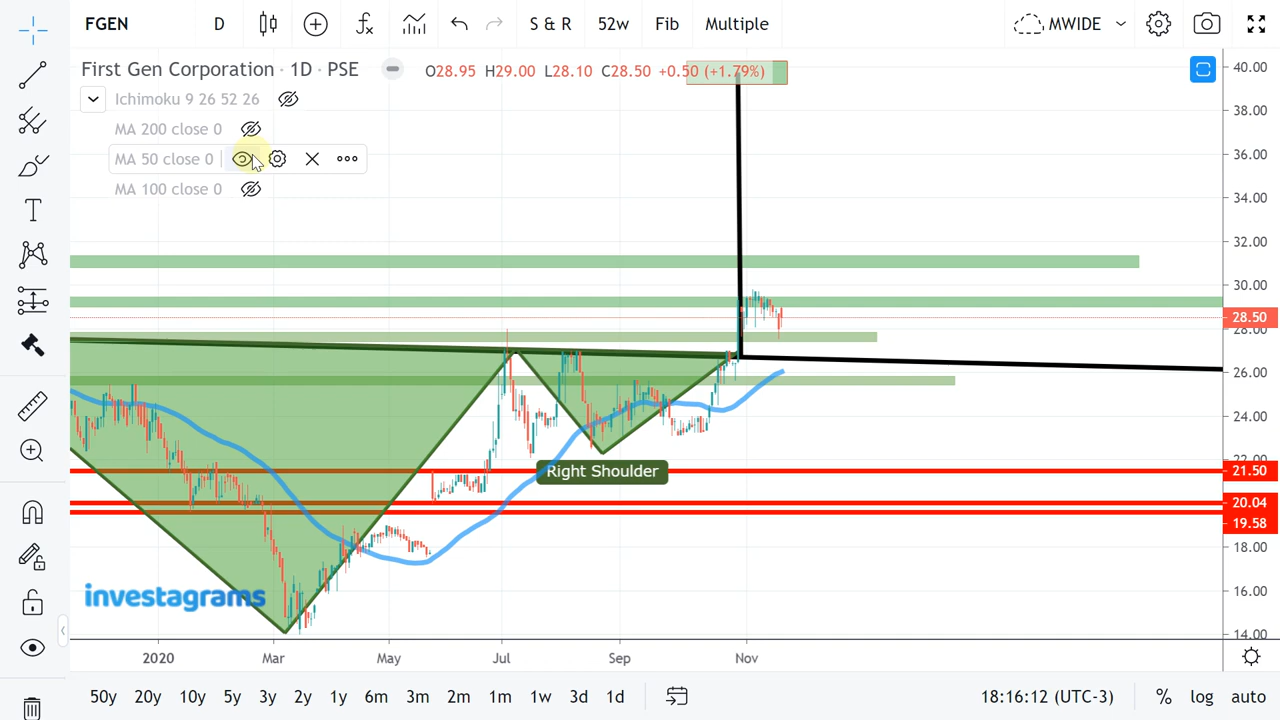 FGEN D S & R 52w Fib Multiple MWIDE
First Gen Corporation · 1D · PSE O28.95 H29.00 L28.10 C28.50 +0.50 (+1.79%)
Ichimoku 9 26 52 26
MA 200 close 0
MA 50 close 0
MA 100 close 0
40.00
38.00
36.00
34.00
32.00
30.00
28.50
28.00
26.00
24.00
22.00
Right Shoulder
21.50
20.04
19.58
18.00
16.00
investagrams
14.00
2020 Mar May Jul Sep Nov
50y 20y 10y 5y 3y 2y 1y 6m 3m 2m 1m 1w 3d 1d 18:16:12 (UTC-3) % log auto